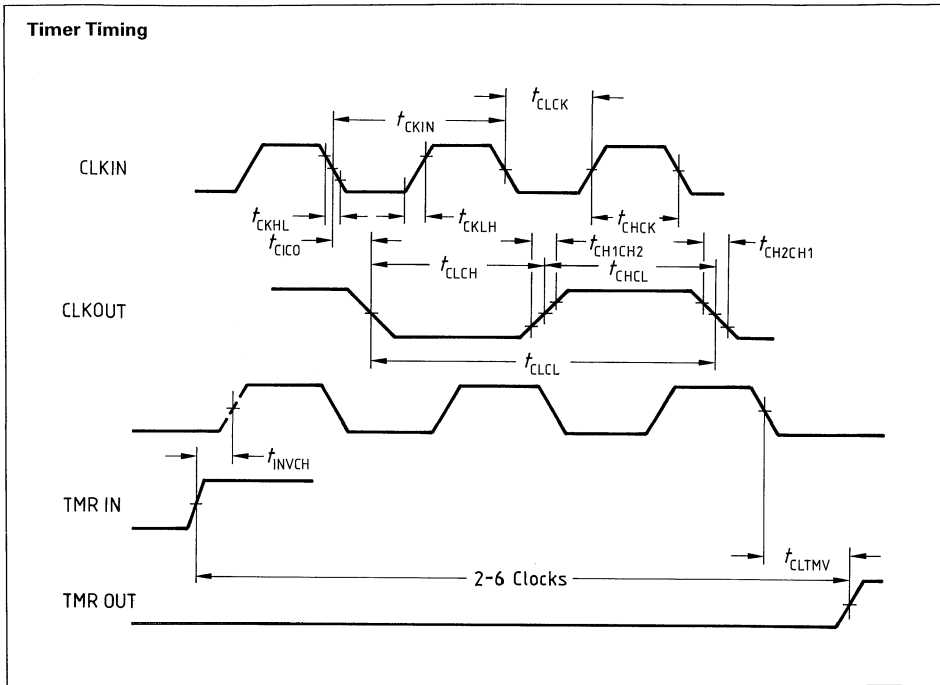 Timer Timing
tCLCK
tCKIN
CLKIN
tCKHL
tCKLH
tCHCK
tCICO
tCH1CH2
tCH2CH1
tCLCH
tCHCL
CLKOUT
tCLCL
tINVCH
TMR IN
tCLTMV
2-6 Clocks
TMR OUT